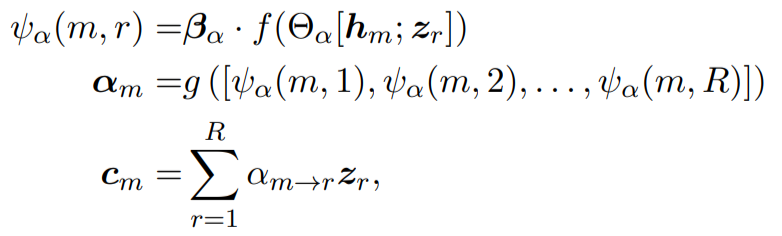 ψ_α(m, r) = 𝜷_α · f(Θ_α[𝒉_m; 𝒛_r])
𝜶_m = g ([ψ_α(m, 1), ψ_α(m, 2), . . . , ψ_α(m, R)])
𝒄_m = ∑_{r=1}^{R} α_{m→r} 𝒛_r,